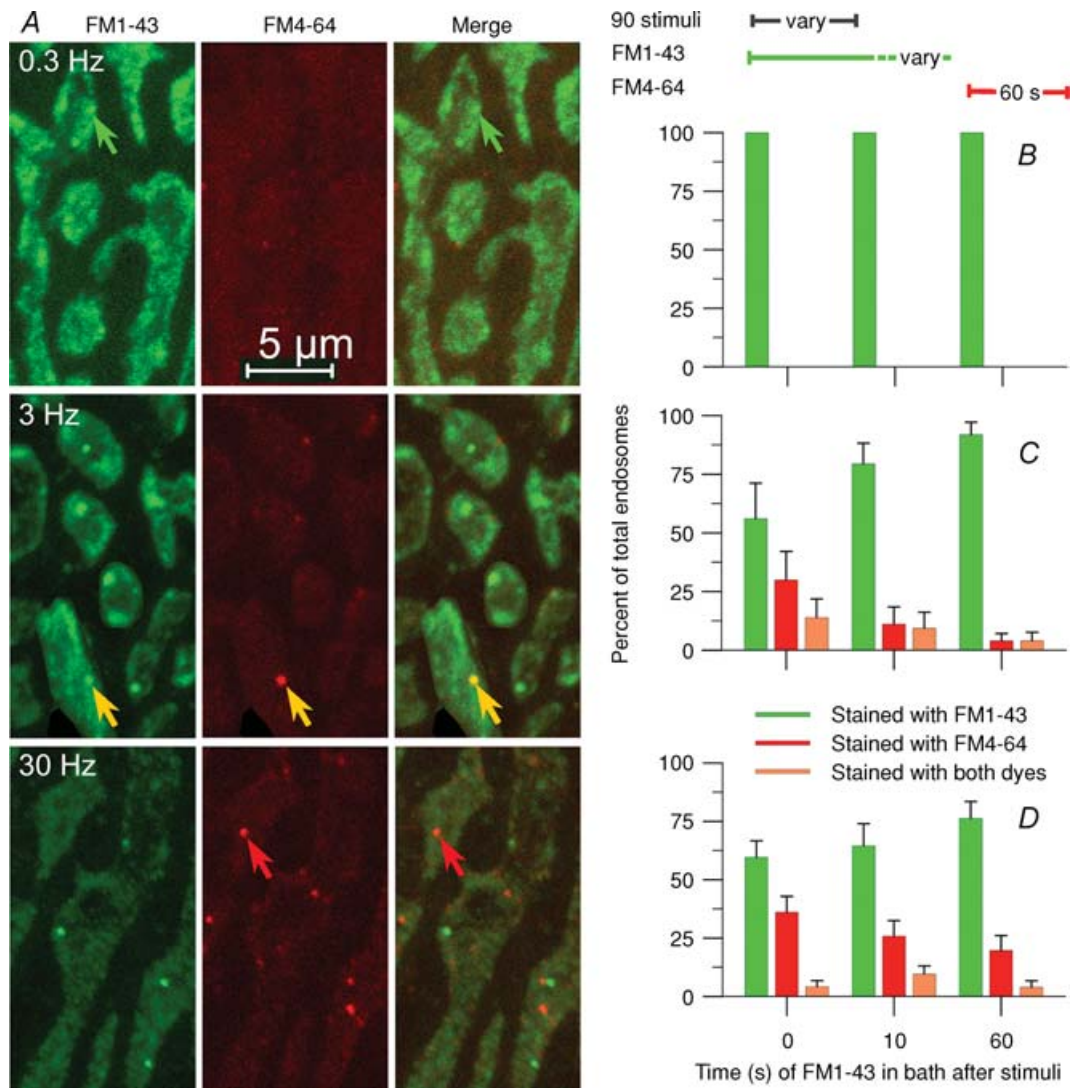 A
FM1-43 FM4-64 Merge
0.3 Hz
5 µm
3 Hz
30 Hz
90 stimuli vary
FM1-43 vary
FM4-64 60 s
B
100
75
50
25
0
C
100
75
50
25
0
Percent of total endosomes
Stained with FM1-43
Stained with FM4-64
Stained with both dyes
D
100
75
50
25
0
0 10 60
Time (s) of FM1-43 in bath after stimuli